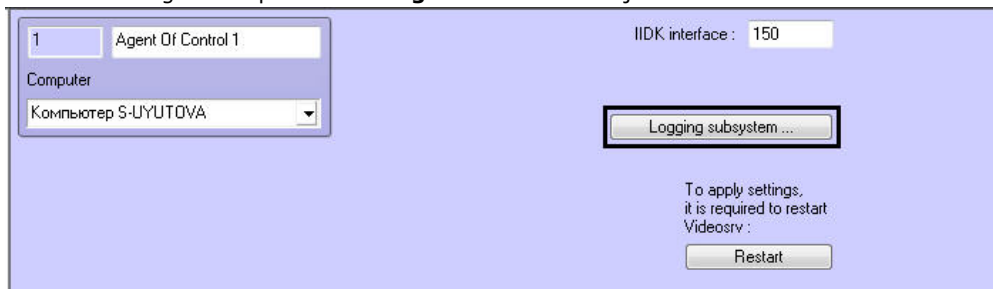 1
Agent Of Control 1
IIDK interface :
150
Computer
Компьютер S-UYUTOVA
Logging subsystem ...
To apply settings,
it is required to restart
Videosrv :
Restart